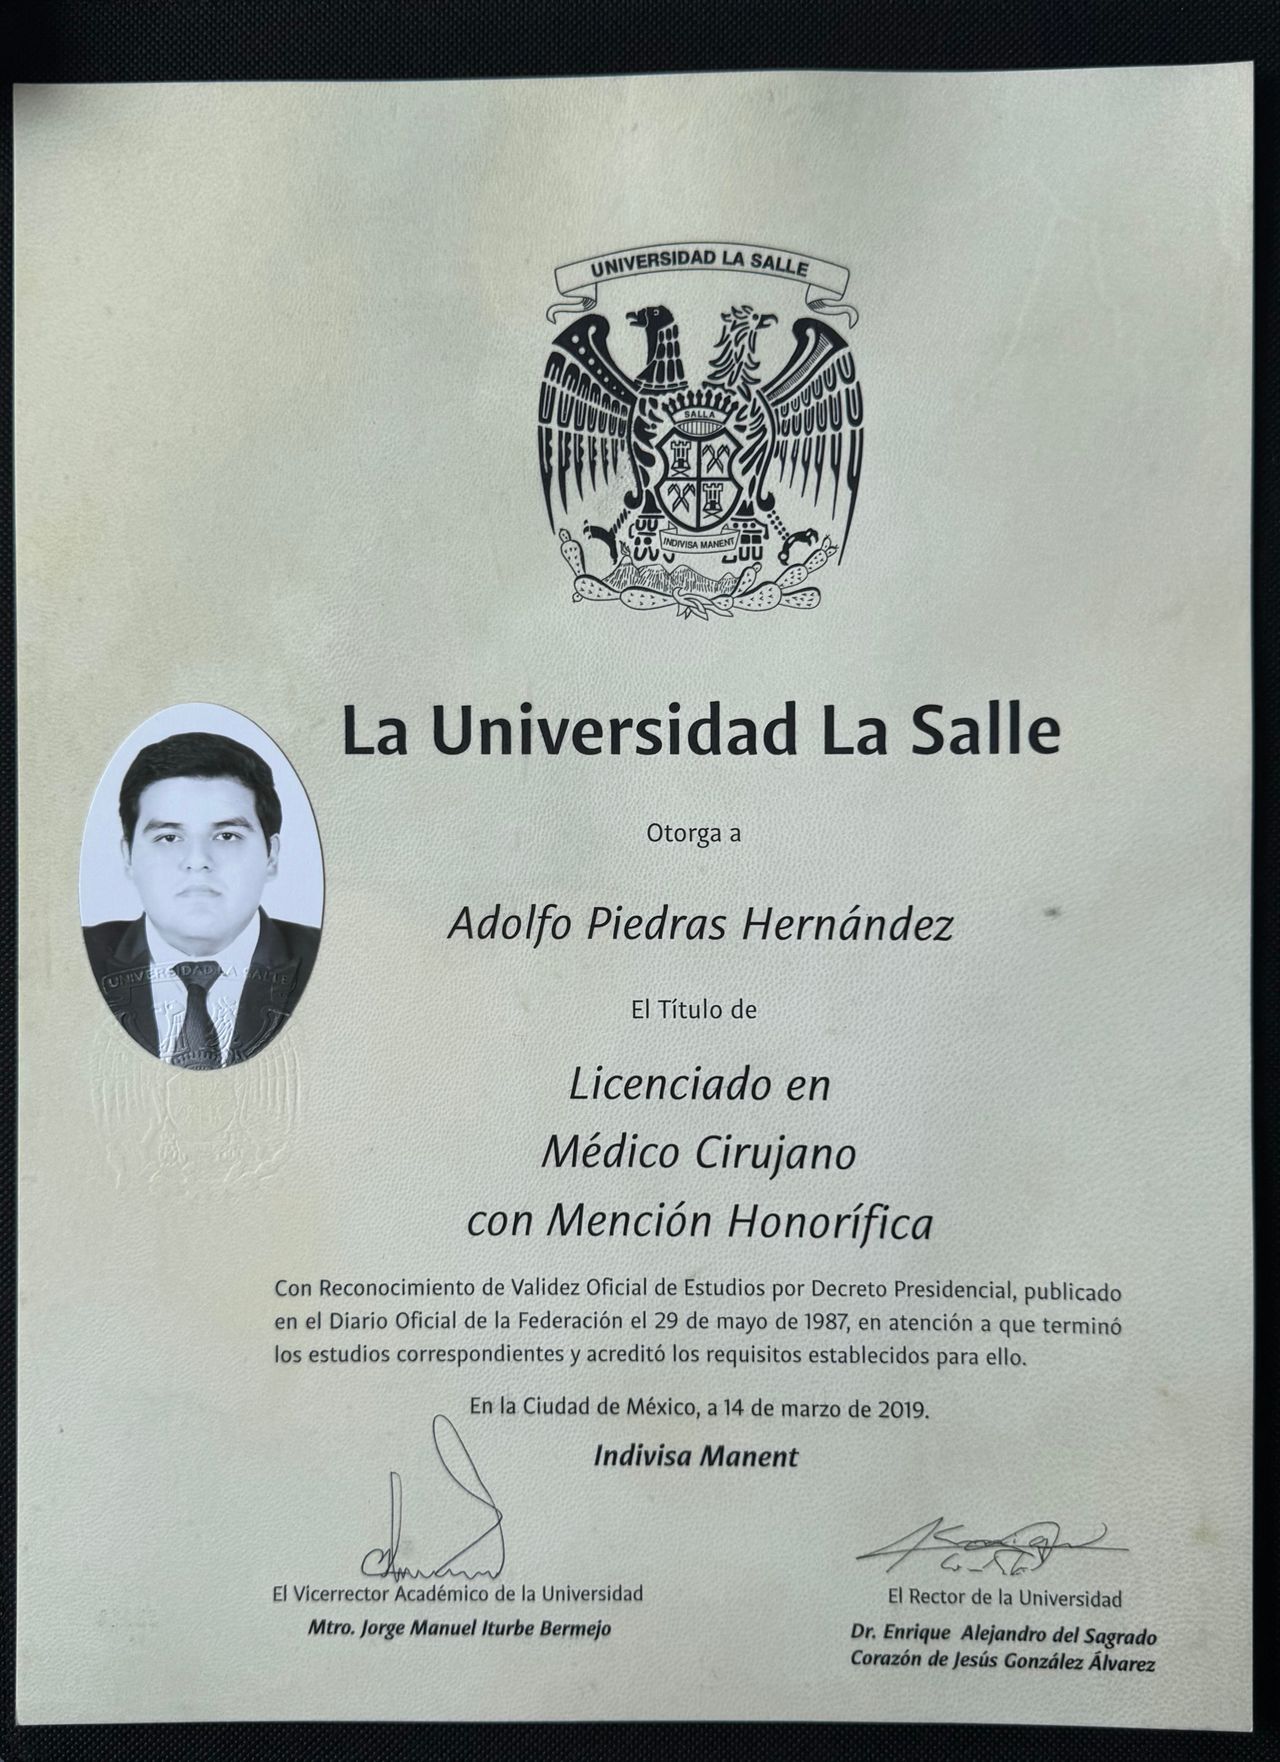 UNIVERSIDAD LA SALLE
SALLA
INDIVISA MANENT
La Universidad La Salle
Otorga a
Adolfo Piedras Hernández
UNIVERSIDAD LA SALLE
El Título de
Licenciado en
Médico Cirujano
con Mención Honorífica
Con Reconocimiento de Validez Oficial de Estudios por Decreto Presidencial, publicado
en el Diario Oficial de la Federación el 29 de mayo de 1987, en atención a que terminó
los estudios correspondientes y acreditó los requisitos establecidos para ello.
En la Ciudad de México, a 14 de marzo de 2019.
Indivisa Manent
El Vicerrector Académico de la Universidad
Mtro. Jorge Manuel Iturbe Bermejo
El Rector de la Universidad
Dr. Enrique Alejandro del Sagrado
Corazón de Jesús González Álvarez